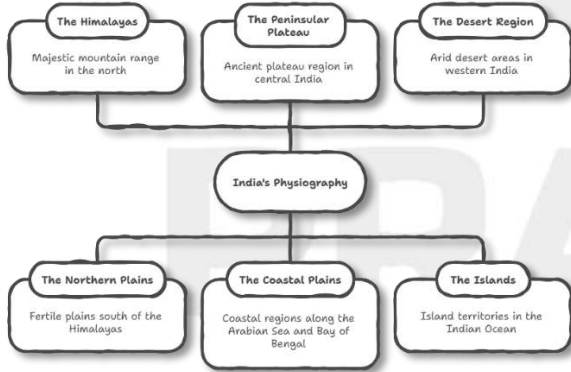 The Himalayas
Majestic mountain range
in the north
The Peninsular
Plateau
Ancient plateau region in
central India
The Desert Region
Arid desert areas in
western India
India's Physiography
The Northern Plains
Fertile plains south of the
Himalayas
The Coastal Plains
Coastal regions along the
Arabian Sea and Bay of
Bengal
The Islands
Island territories in the
Indian Ocean